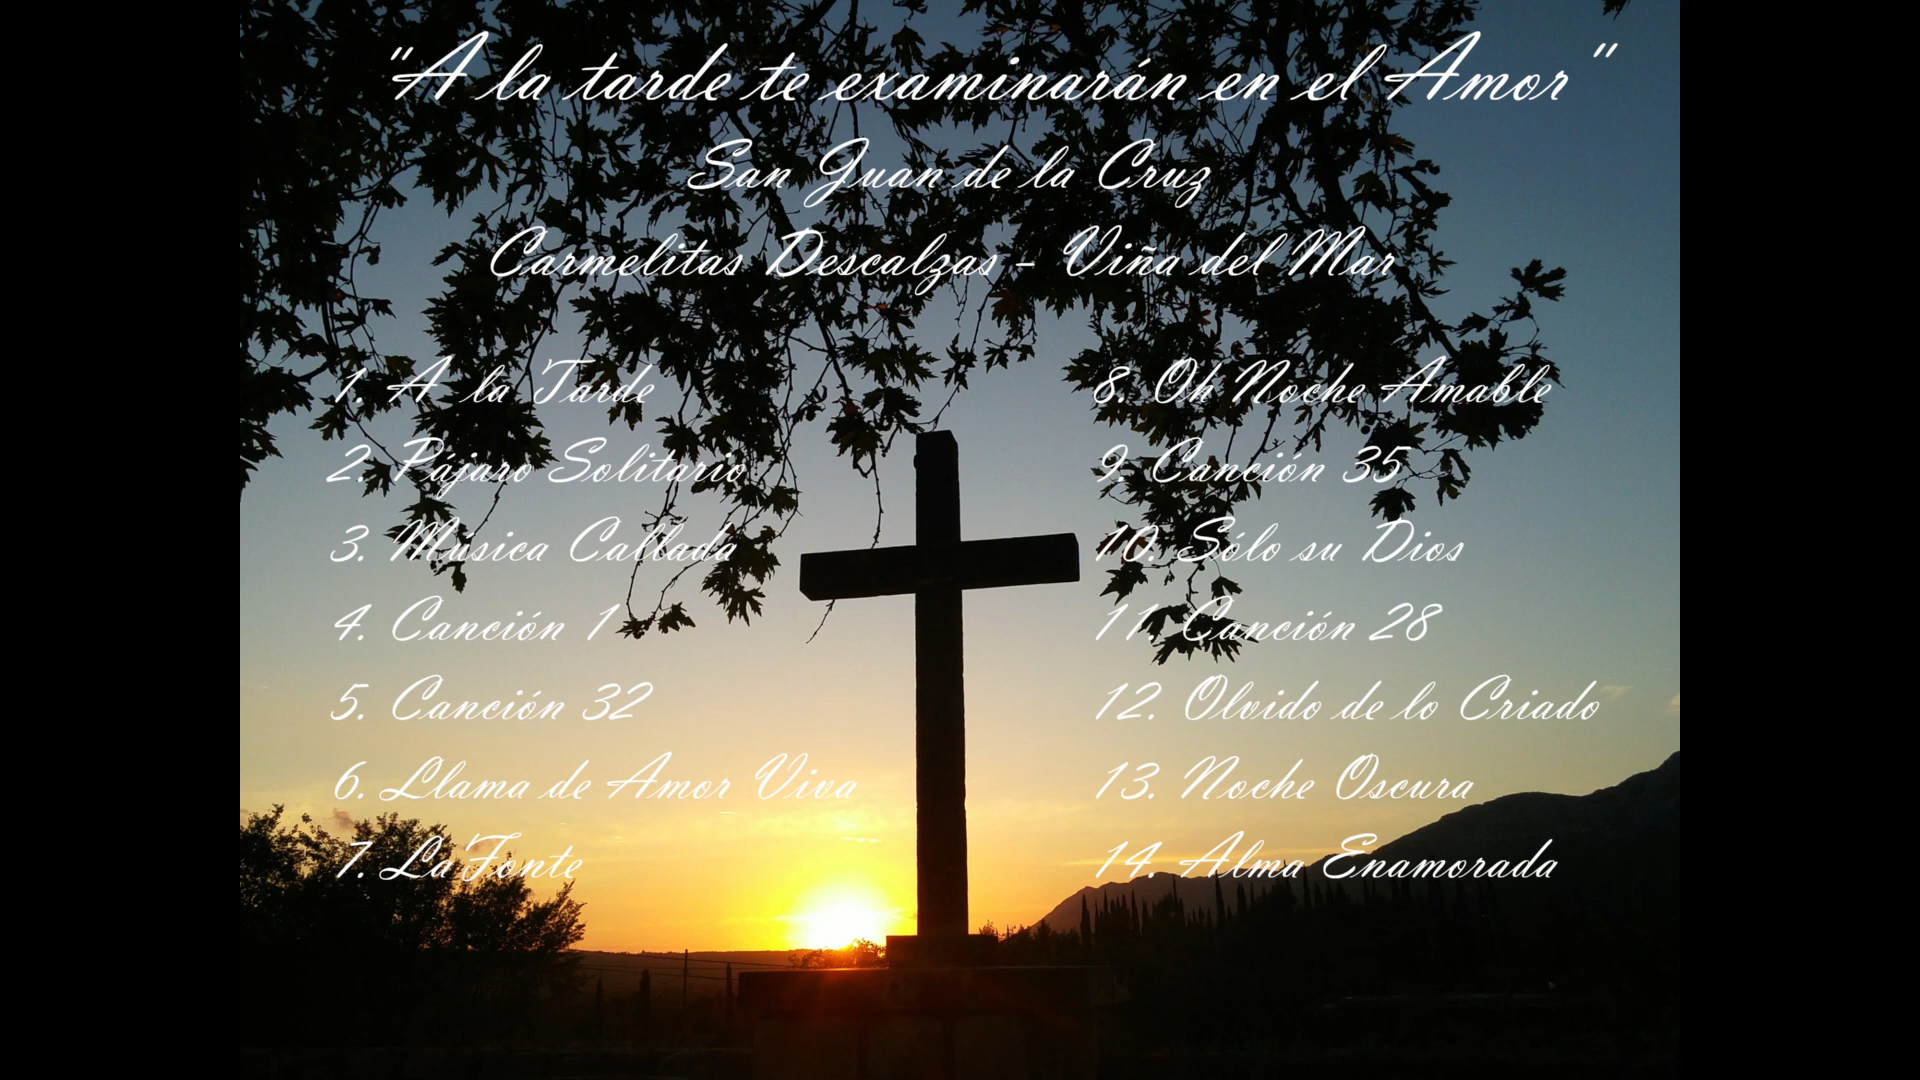 "A la tarde te examinarán en el Amor"
San Juan de la Cruz
Carmelitas Descalzas - Viña del Mar
1. A la Tarde
2. Pájaro Solitario
3. Música Callada
4. Canción 1
5. Canción 32
6. Llama de Amor Viva
7. La Fonte
8. Oh Noche Amable
9. Canción 35
10. Sólo su Dios
11. Canción 28
12. Olvido de lo Criado
13. Noche Oscura
14. Alma Enamorada